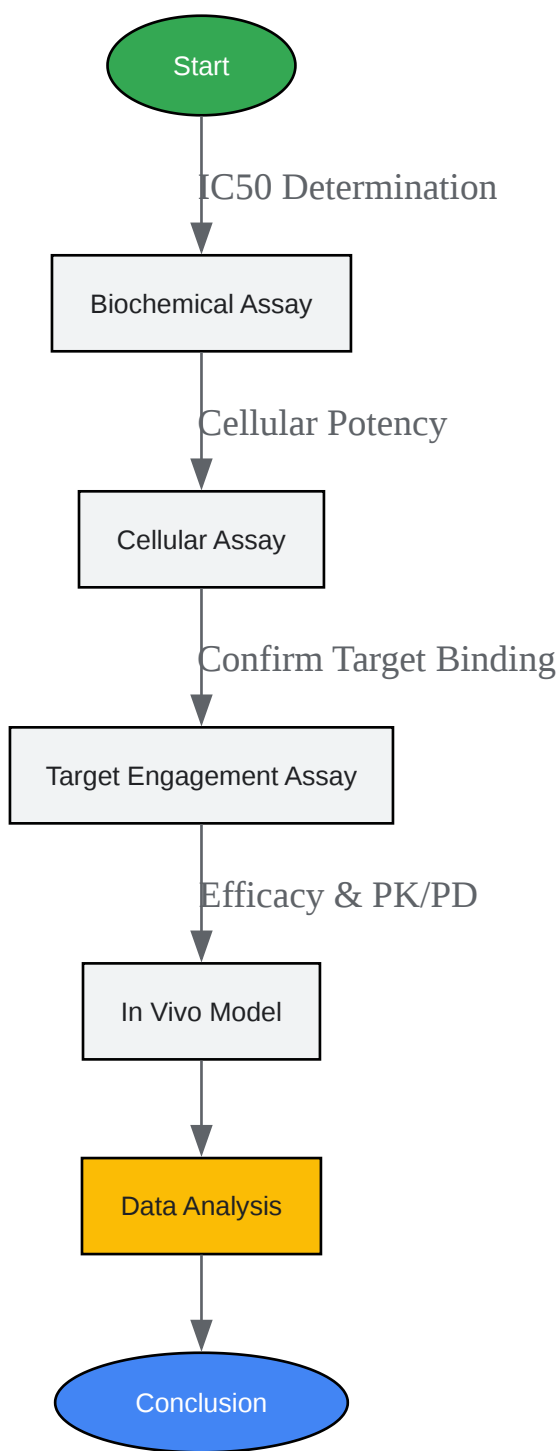 Start
IC50 Determination
Biochemical Assay
Cellular Potency
Cellular Assay
Confirm Target Binding
Target Engagement Assay
Efficacy & PK/PD
In Vivo Model
Data Analysis
Conclusion